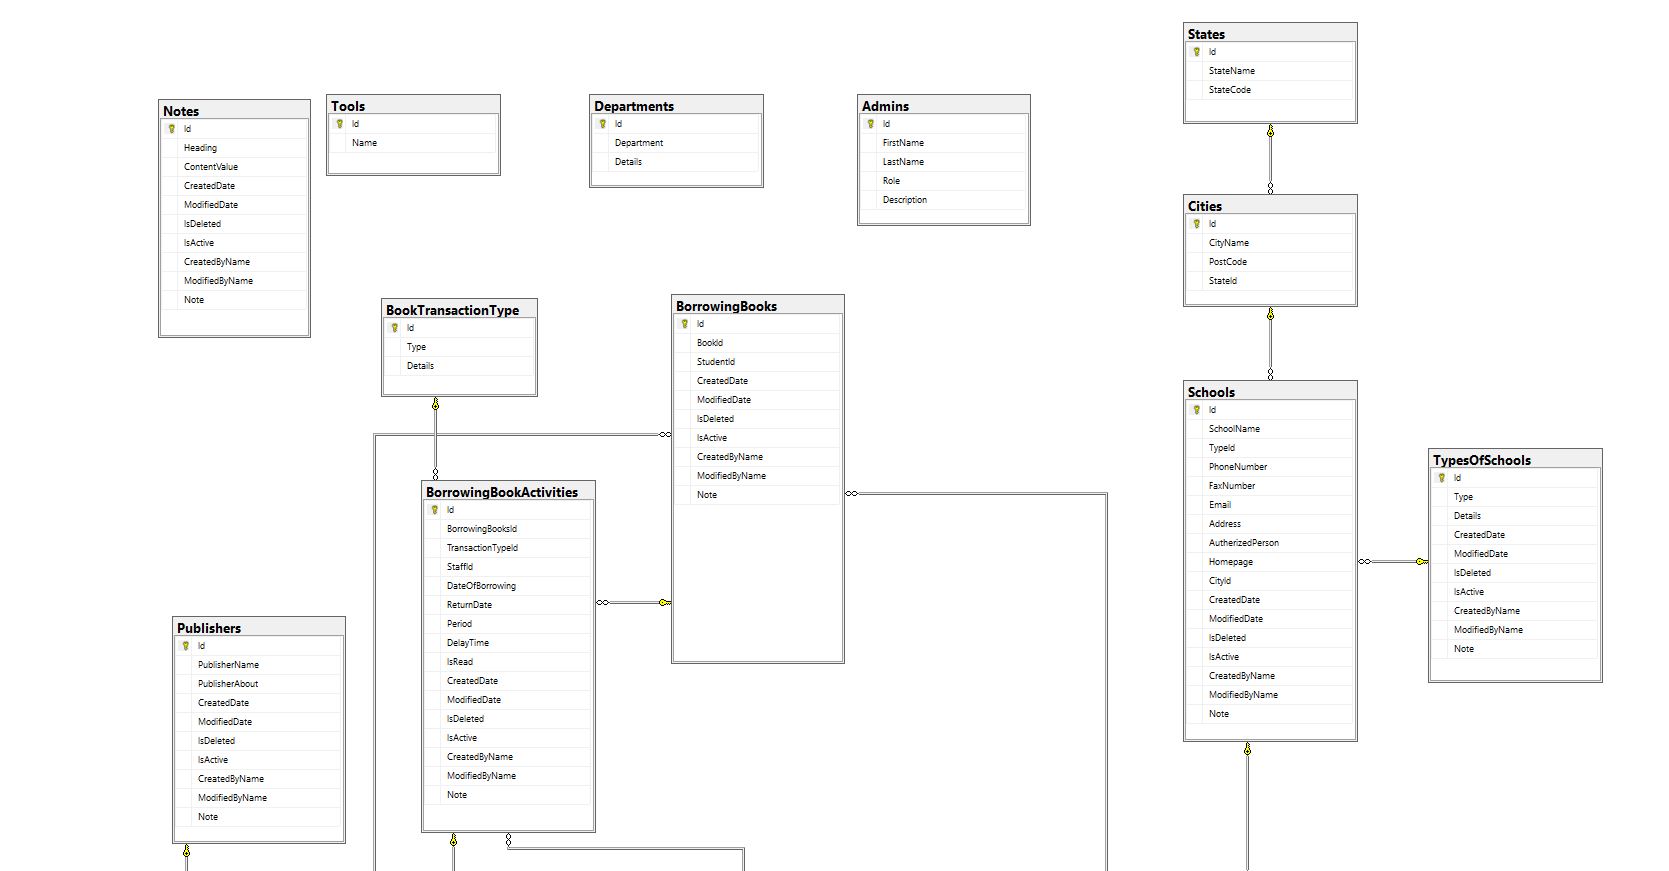 States
Id
StateName
StateCode
Notes
Id
Heading
ContentValue
CreatedDate
ModifiedDate
IsDeleted
IsActive
CreatedByName
ModifiedByName
Note
Tools
Id
Name
Departments
Id
Department
Details
Admins
Id
FirstName
LastName
Role
Description
Cities
Id
CityName
PostCode
StateId
BookTransactionType
Id
Type
Details
BorrowingBooks
Id
BookId
StudentId
CreatedDate
ModifiedDate
IsDeleted
IsActive
CreatedByName
ModifiedByName
Note
Schools
Id
SchoolName
TypeId
PhoneNumber
FaxNumber
Email
Address
AutherizedPerson
Homepage
CityId
CreatedDate
ModifiedDate
IsDeleted
IsActive
CreatedByName
ModifiedByName
Note
TypesOfSchools
Id
Type
Details
CreatedDate
ModifiedDate
IsDeleted
IsActive
CreatedByName
ModifiedByName
Note
BorrowingBookActivities
Id
BorrowingBooksId
TransactionTypeId
StaffId
DateOfBorrowing
ReturnDate
Period
DelayTime
IsRead
CreatedDate
ModifiedDate
IsDeleted
IsActive
CreatedByName
ModifiedByName
Note
Publishers
Id
PublisherName
PublisherAbout
CreatedDate
ModifiedDate
IsDeleted
IsActive
CreatedByName
ModifiedByName
Note